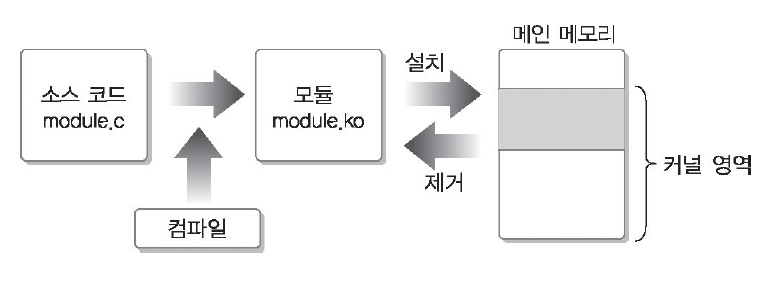 메인 메모리
소스 코드
module.c
모듈
module.ko
설치
제거
커널 영역
컴파일